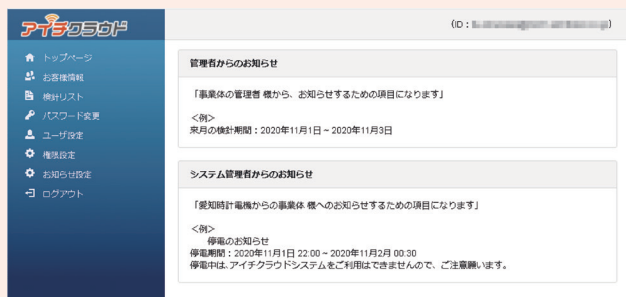 アイチクラウド
(ID : )
トップページ
お客様情報
検針リスト
パスワード変更
ユーザ設定
権限設定
お知らせ設定
ログアウト
管理者からのお知らせ
「事業体の管理者 様から、お知らせするための項目になります」
<例>
来月の検針期間:2020年11月1日~2020年11月3日
システム管理者からのお知らせ
「愛知時計電機からの事業体 様へのお知らせするための項目になります」
<例>
停電のお知らせ
停電期間:2020年11月1日 22:00~2020年11月2月 00:30
停電中は、アイチクラウドシステムをご利用はできませんので、ご注意願います。